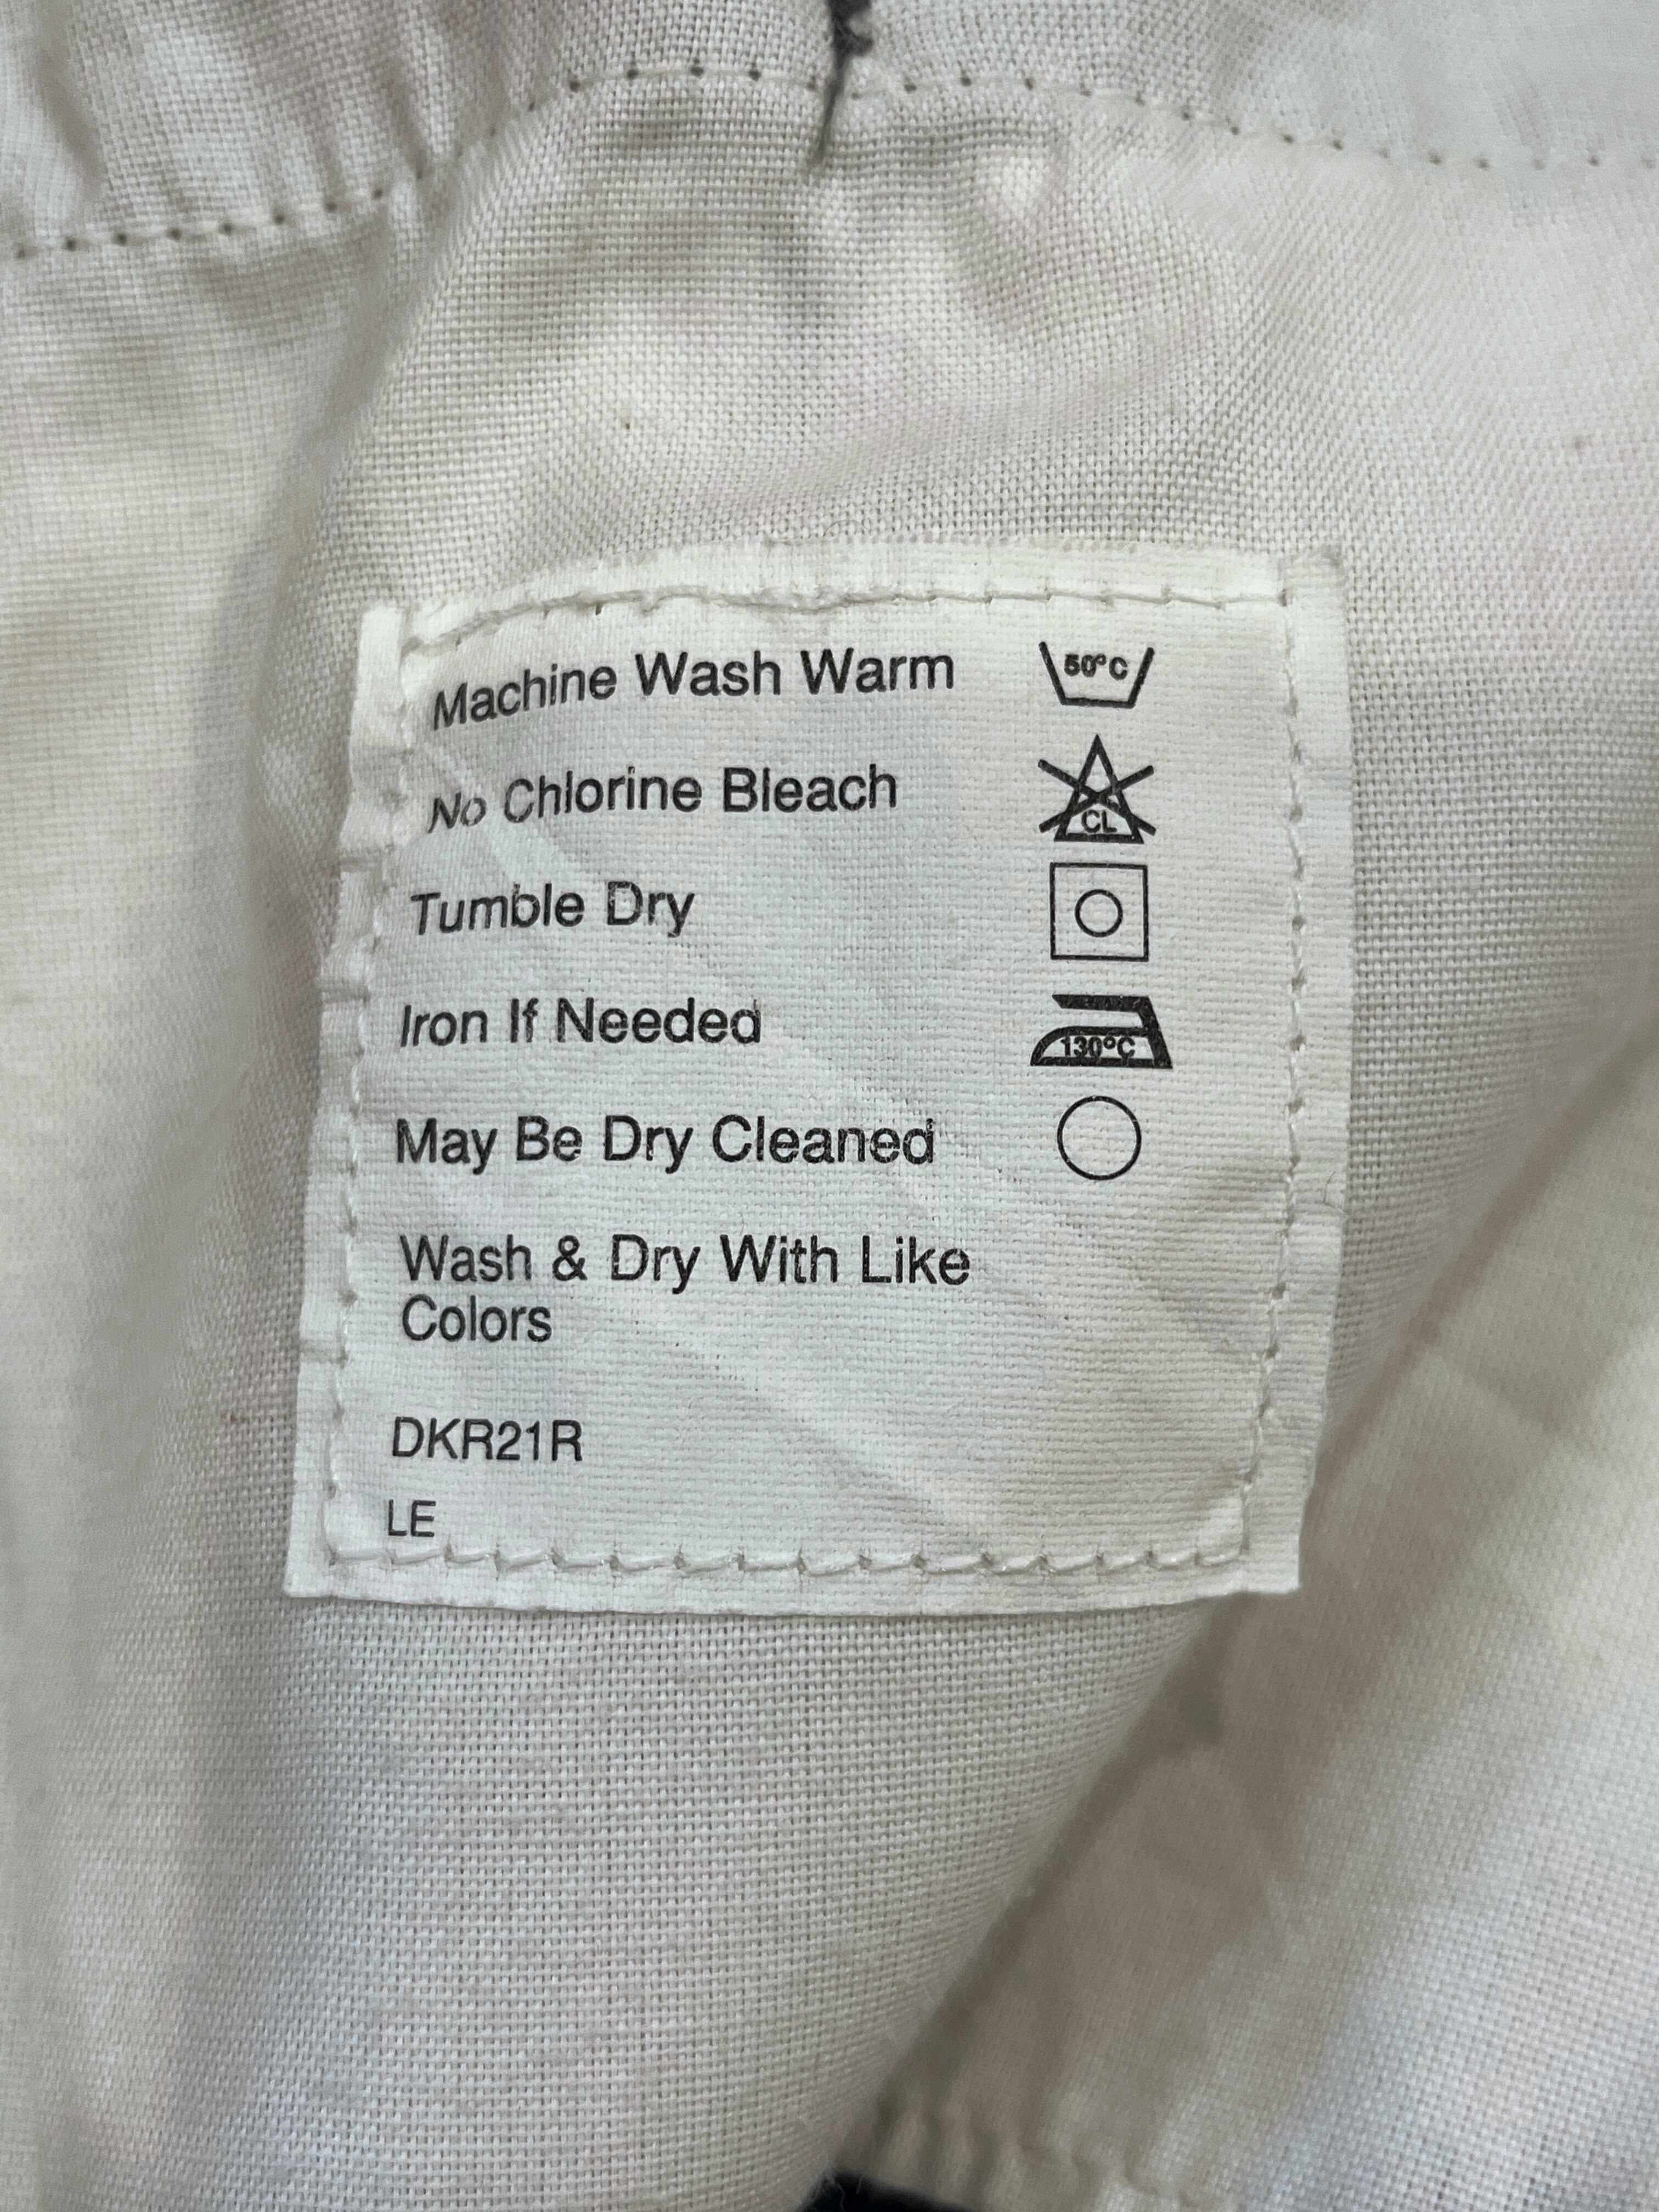 Machine Wash Warm 50°C
No Chlorine Bleach CL
Tumble Dry
Iron If Needed 130°C
May Be Dry Cleaned
Wash & Dry With Like
Colors
DKR21R
LE